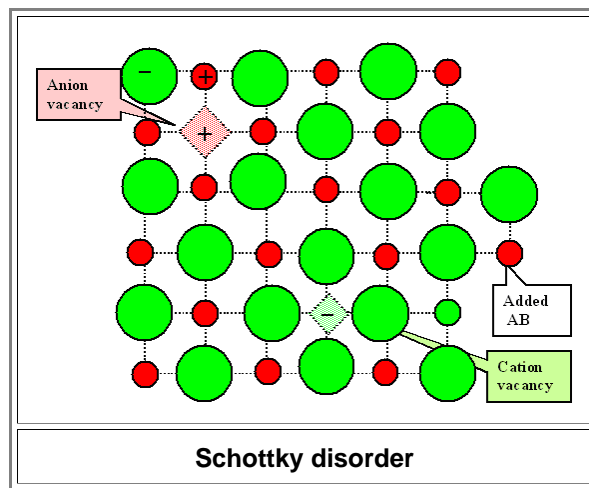 − +
Anion
vacancy
+
Added
AB
−
Cation
vacancy
Schottky disorder